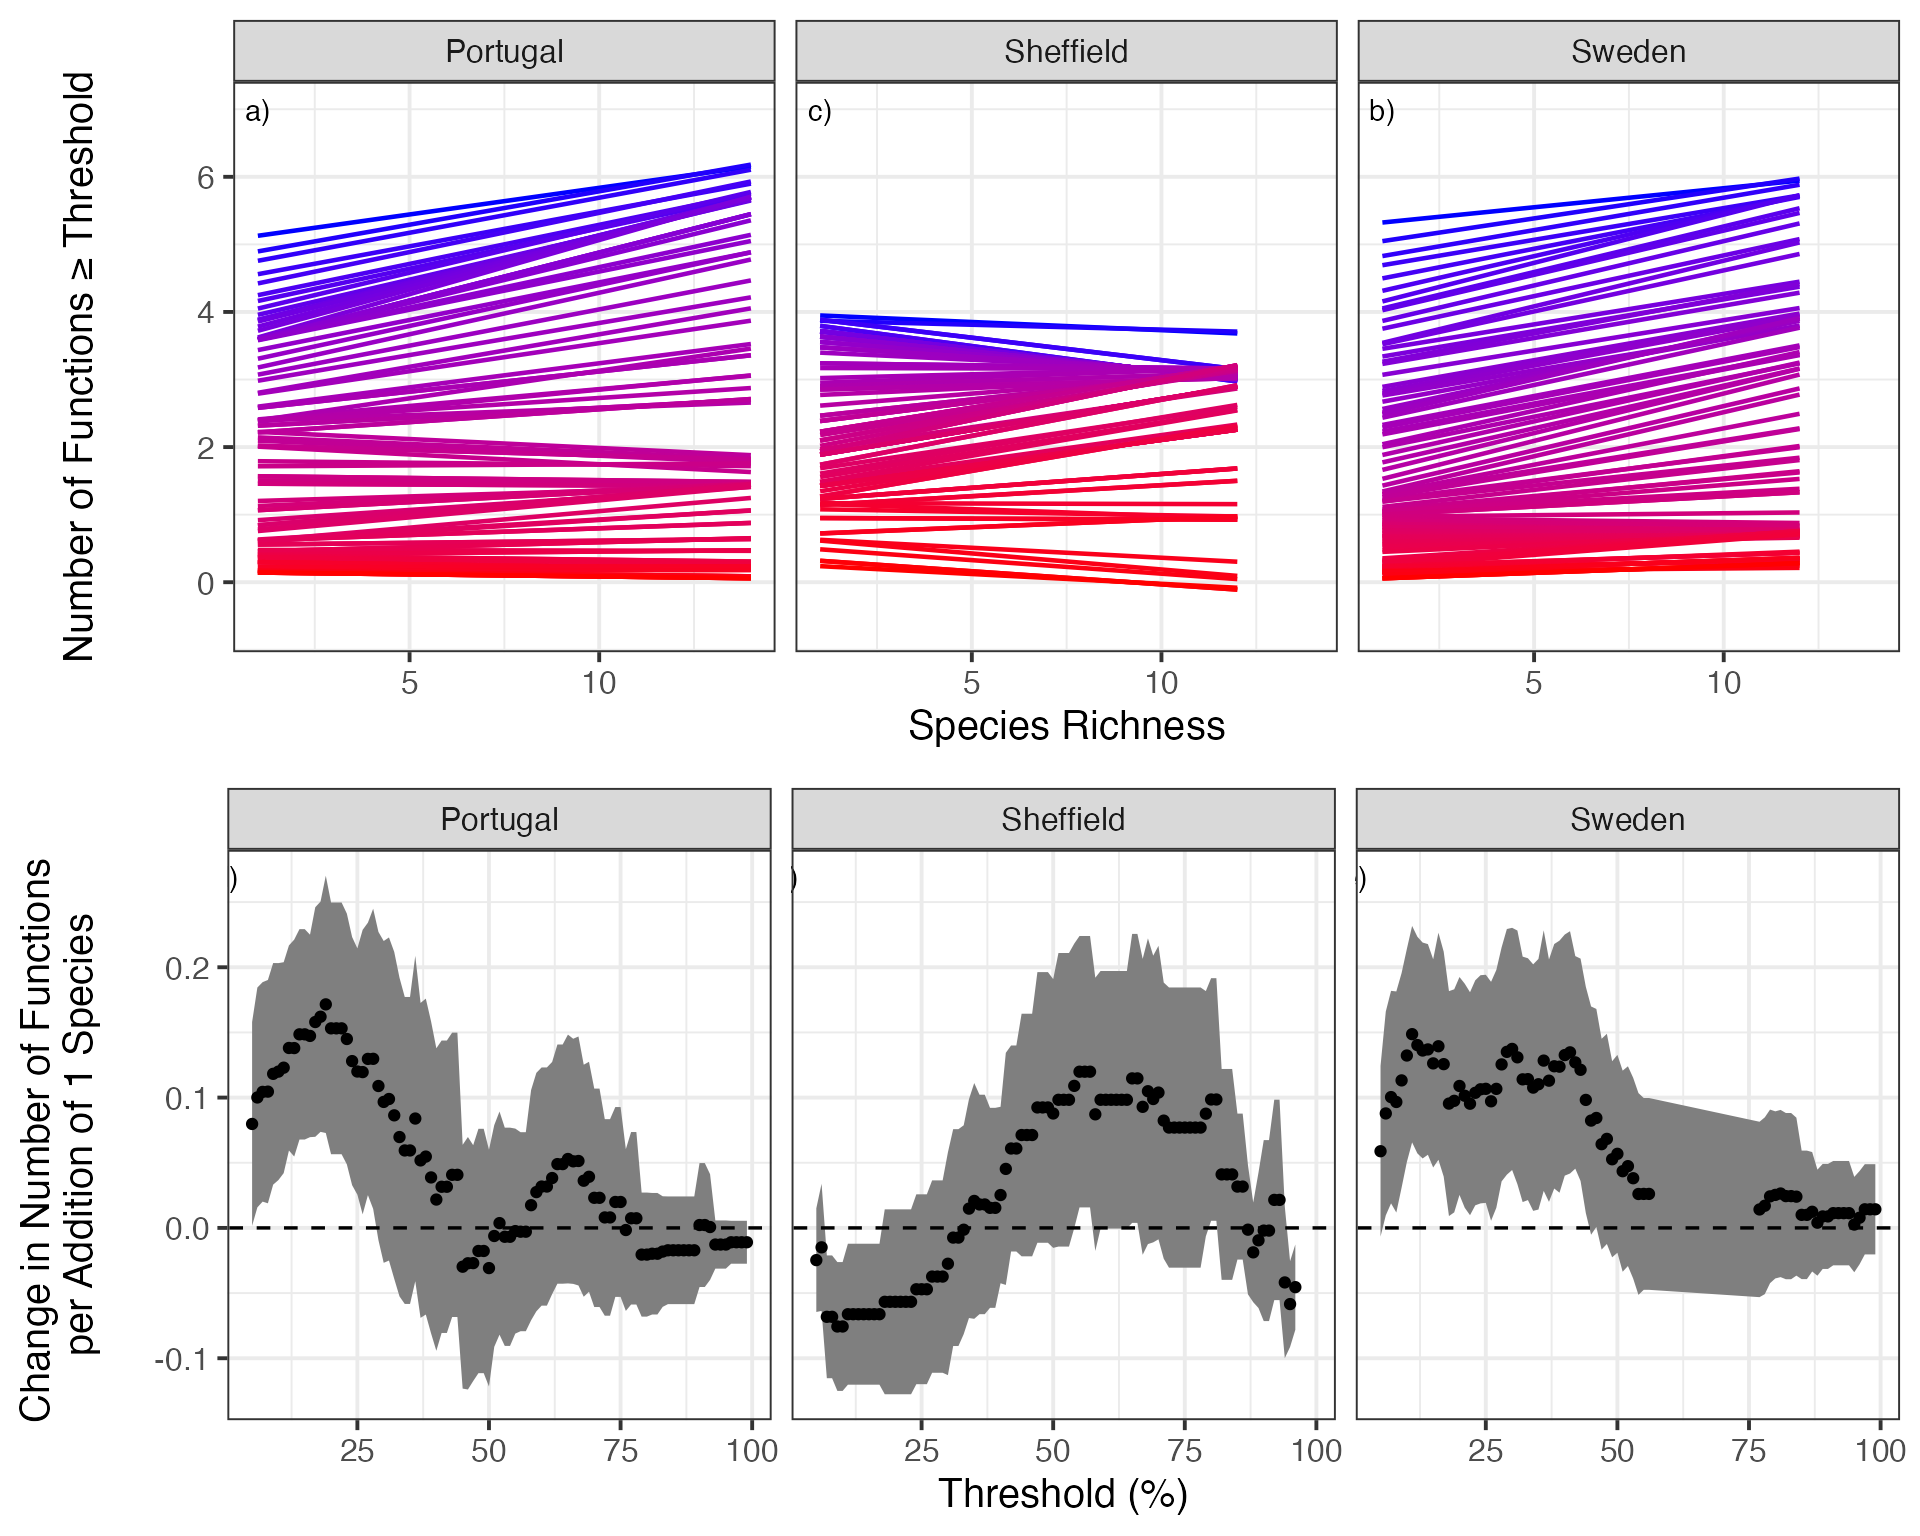 Portugal Sheffield Sweden
a) c) b)
Number of Functions ≥ Threshold
6
4
2
0
5 10 5 10 5 10
Species Richness
Portugal Sheffield Sweden
) ) )
Change in Number of Functions
per Addition of 1 Species
0.2
0.1
0.0
-0.1
25 50 75 100 25 50 75 100 25 50 75 100
Threshold (%)